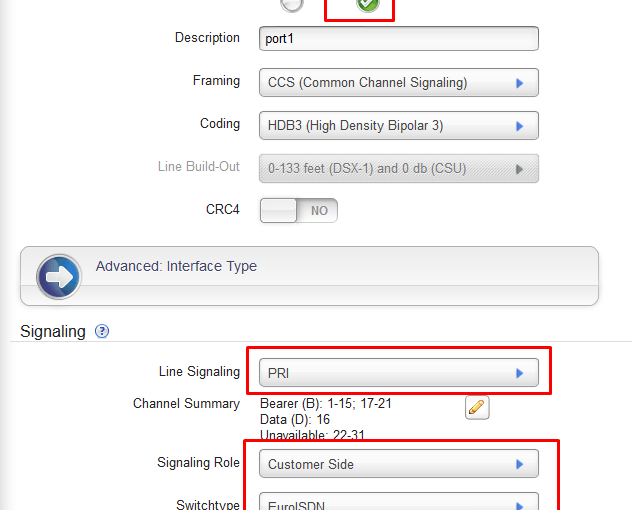 Description port1
Framing CCS (Common Channel Signaling)
Coding HDB3 (High Density Bipolar 3)
Line Build-Out 0-133 feet (DSX-1) and 0 db (CSU)
CRC4 NO
Advanced: Interface Type
Signaling ?
Line Signaling PRI
Channel Summary Bearer (B): 1-15; 17-21
Data (D): 16
Unavailable: 22-31
Signaling Role Customer Side
Switchtype EuroISDN